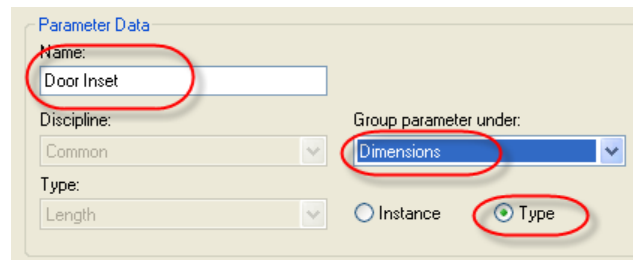 Parameter Data
Name:
Door Inset
Discipline:
Group parameter under:
Common
Dimensions
Type:
Length
Instance
Type